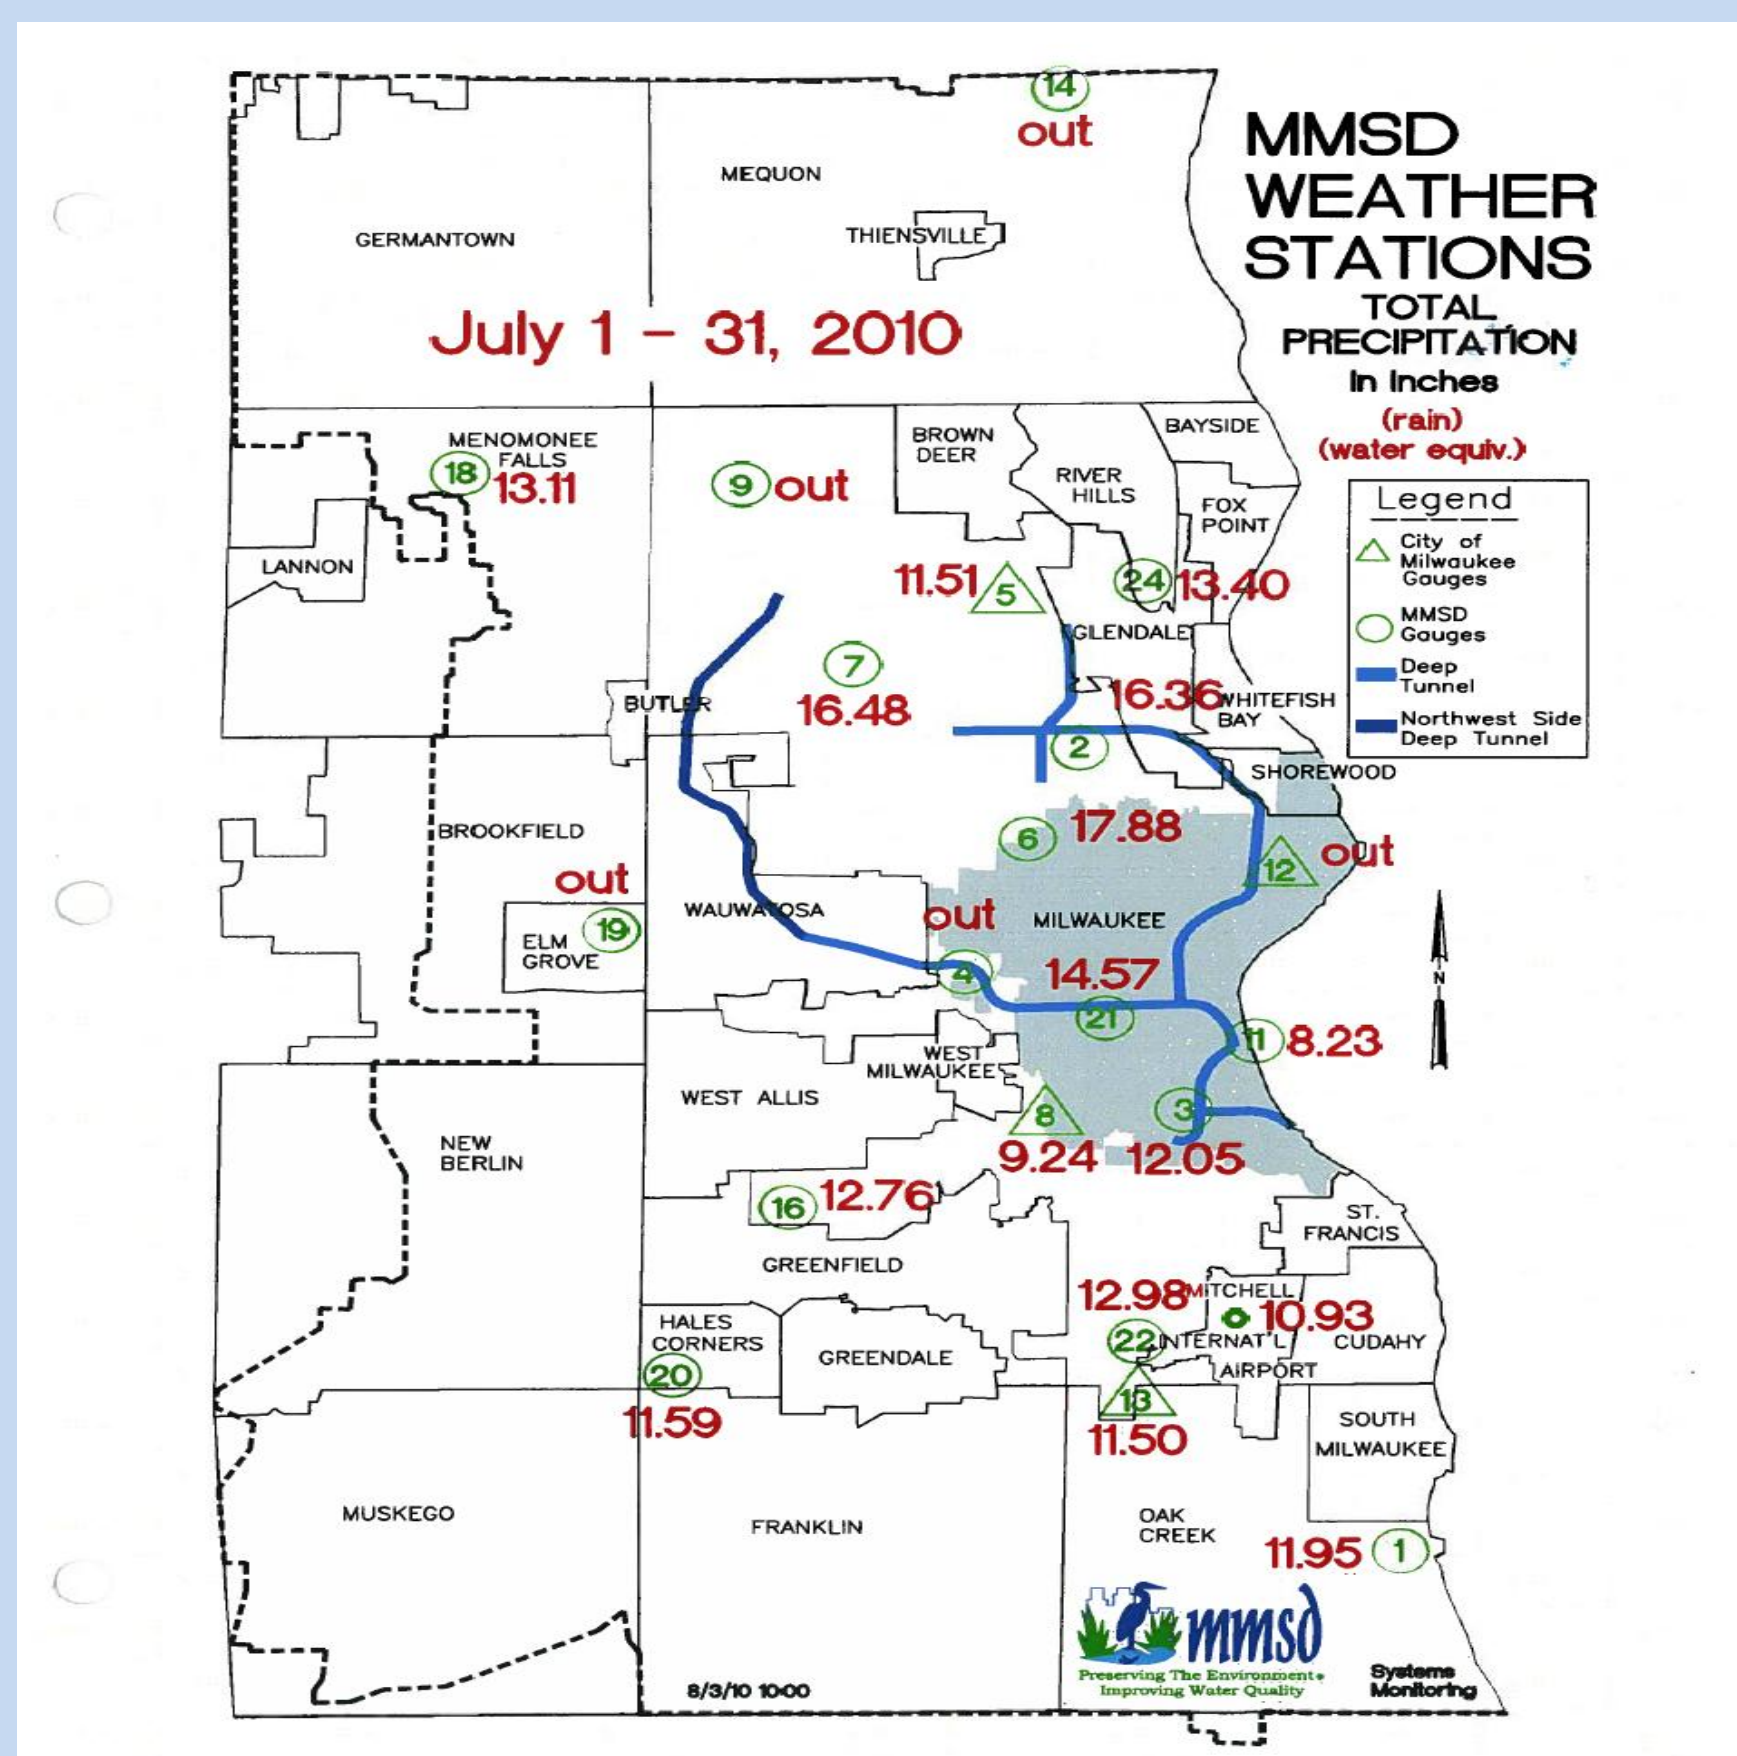 14
out
MMSD
WEATHER
STATIONS
TOTAL
PRECIPITATION
In Inches
(rain)
(water equiv.)
MEQUON
GERMANTOWN
THIENSVILLE
July 1 - 31, 2010
MENOMONEE
FALLS
18
13.11
9 out
BROWN
DEER
RIVER
HILLS
BAYSIDE
FOX
POINT
Legend
City of
Milwaukee
Gauges
MMSD
Gauges
Deep
Tunnel
Northwest Side
Deep Tunnel
LANNON
11.51 5
24 13.40
GLENDALE
7
16.48
BUTLER
16.36
WHITEFISH
BAY
2
SHOREWOOD
BROOKFIELD
6 17.88
12 out
out
19
ELM
GROVE
WAUWATOSA
out
4
MILWAUKEE
14.57
21
N
11 8.23
WEST
MILWAUKEE
WEST ALLIS
8
9.24
3
12.05
NEW
BERLIN
16 12.76
GREENFIELD
ST.
FRANCIS
12.98
22
MITCHELL
10.93
INTERNAT'L
AIRPORT
CUDAHY
HALES
CORNERS
20
11.59
GREENDALE
13
11.50
SOUTH
MILWAUKEE
MUSKEGO
FRANKLIN
OAK
CREEK
11.95 1
mmsd
Preserving The Environment
Improving Water Quality
8/3/10 10:00
Systems
Monitoring